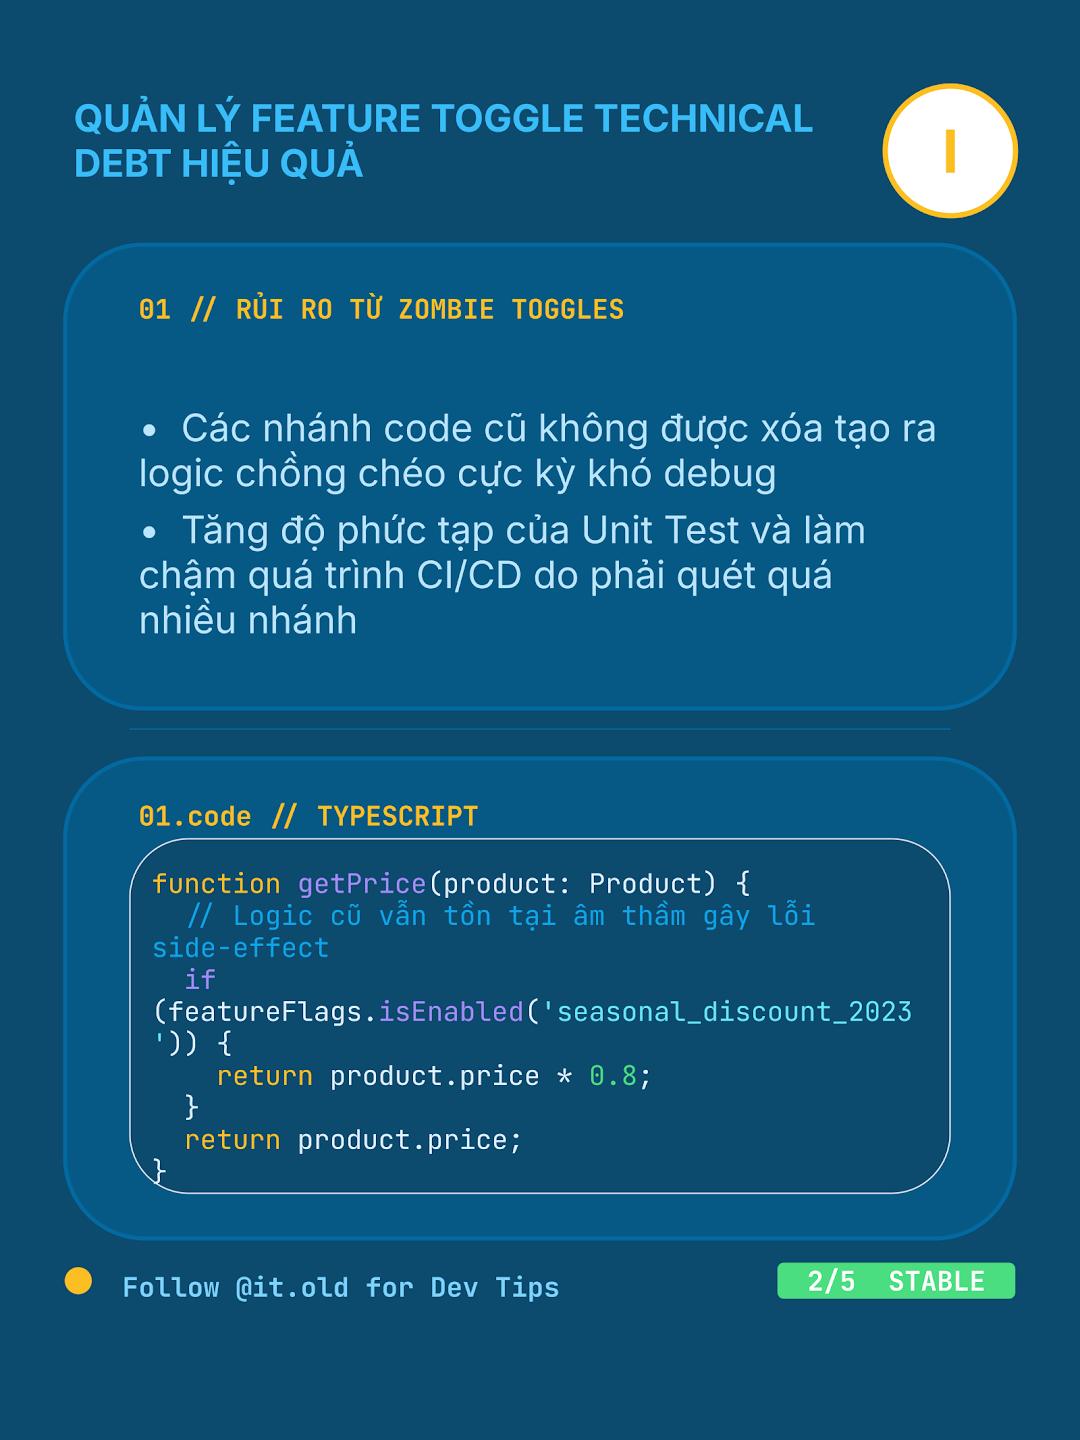 QUẢN LÝ FEATURE TOGGLE TECHNICAL
DEBT HIỆU QUẢ
I
01 // RỦI RO TỪ ZOMBIE TOGGLES
• Các nhánh code cũ không được xóa tạo ra
logic chồng chéo cực kỳ khó debug
• Tăng độ phức tạp của Unit Test và làm
chậm quá trình CI/CD do phải quét quá
nhiều nhánh
01.code // TYPESCRIPT
function getPrice(product: Product) {
  // Logic cũ vẫn tồn tại âm thầm gây lỗi
side-effect
  if
(featureFlags.isEnabled('seasonal_discount_2023
')) {
    return product.price * 0.8;
  }
  return product.price;
}
Follow @it.old for Dev Tips
2/5 STABLE